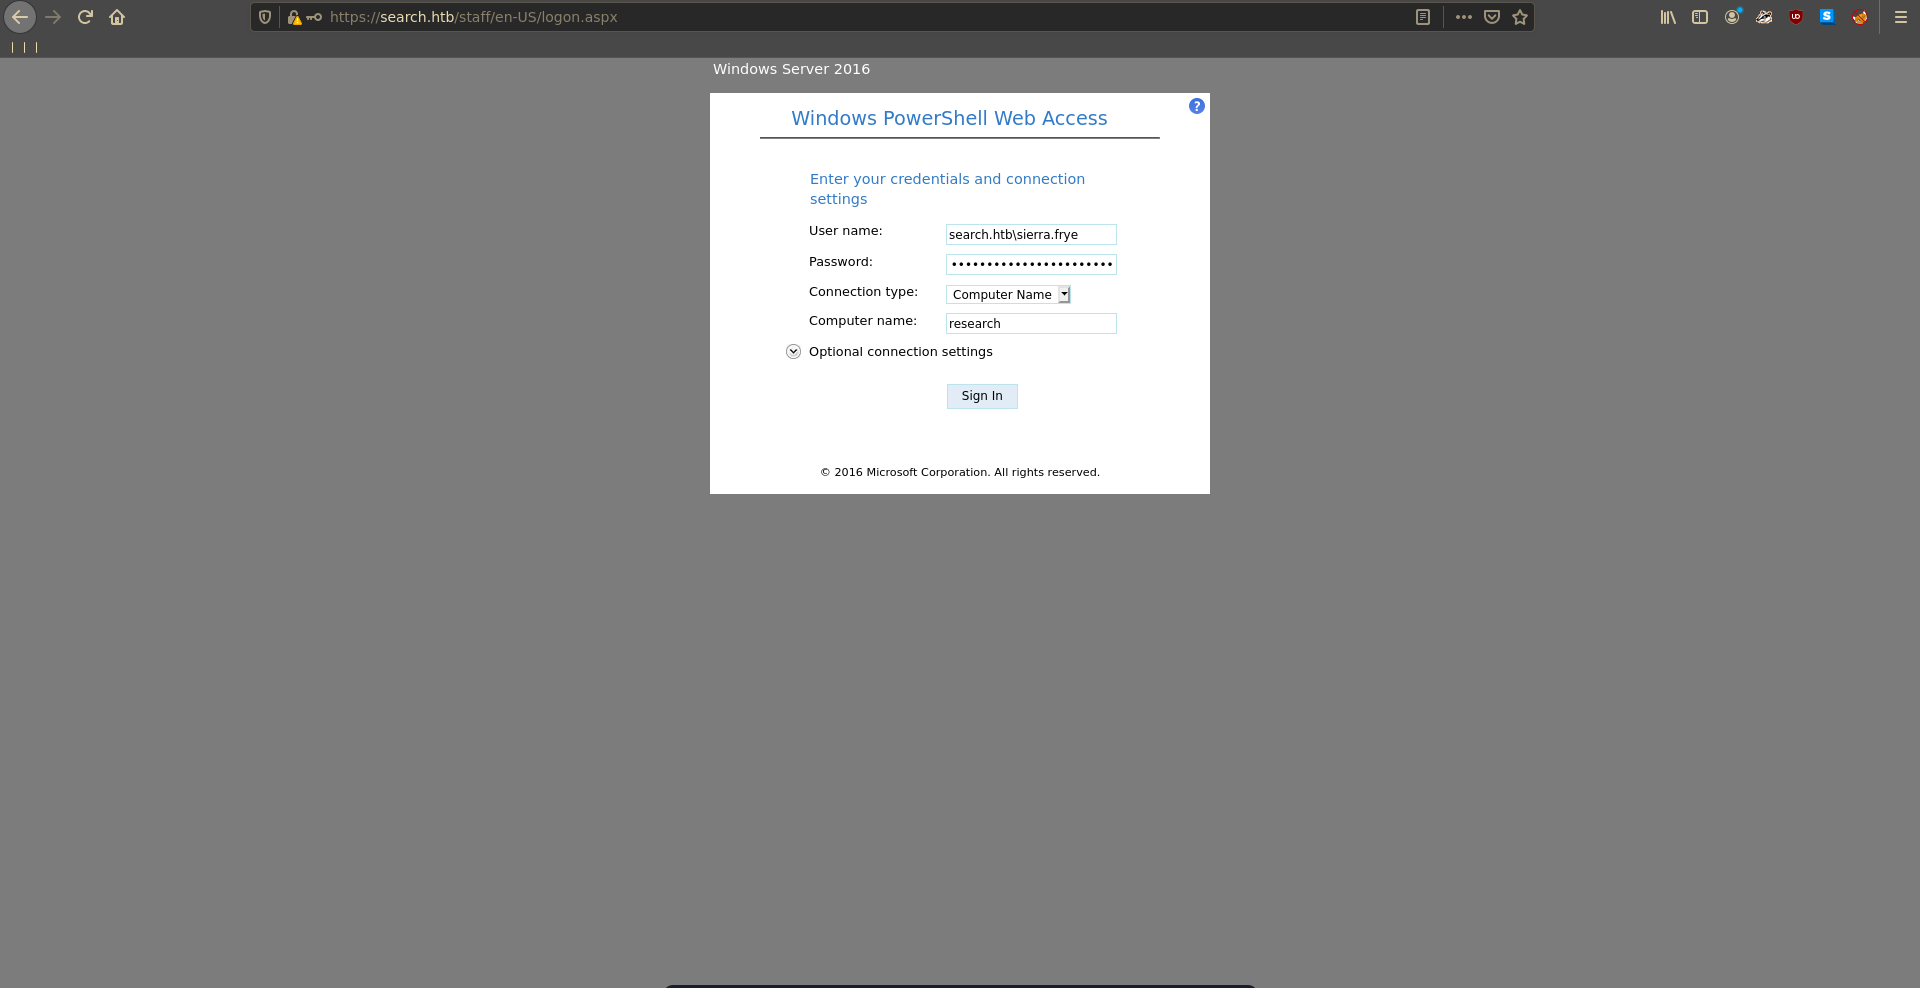 https://search.htb/staff/en-US/logon.aspx
Windows Server 2016
?
Windows PowerShell Web Access
Enter your credentials and connection
settings
User name: search.htb\sierra.frye
Password: •••••••••••••••••••••••
Connection type: Computer Name
Computer name: research
Optional connection settings
Sign In
© 2016 Microsoft Corporation. All rights reserved.